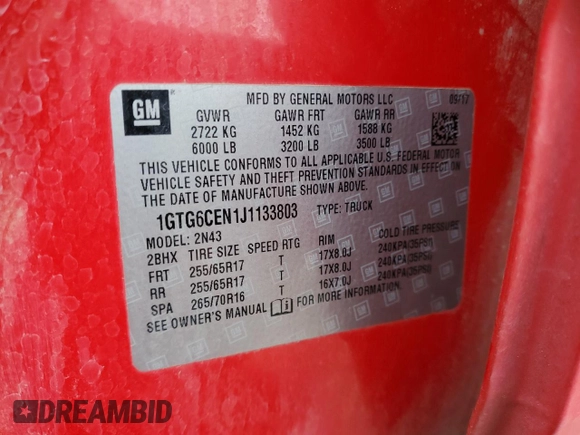 GM
MFD BY GENERAL MOTORS LLC 09/17
GVWR GAWR FRT GAWR RR
2722 KG 1452 KG 1588 KG
6000 LB 3200 LB 3500 LB
THIS VEHICLE CONFORMS TO ALL APPLICABLE U.S. FEDERAL MOTOR
VEHICLE SAFETY AND THEFT PREVENTION STANDARDS IN EFFECT ON
THE DATE OF MANUFACTURE SHOWN ABOVE.
1GTG6CEN1J1133803 TYPE: TRUCK
MODEL: 2N43
2BHX TIRE SIZE SPEED RTG RIM COLD TIRE PRESSURE
FRT 255/65R17 T 17X8.0J 240KPA(35PSI)
RR 255/65R17 T 17X8.0J 240KPA(35PSI)
SPA 265/70R16 T 16X7.0J 240KPA(35PSI)
SEE OWNER'S MANUAL i FOR MORE INFORMATION.
DREAMBID